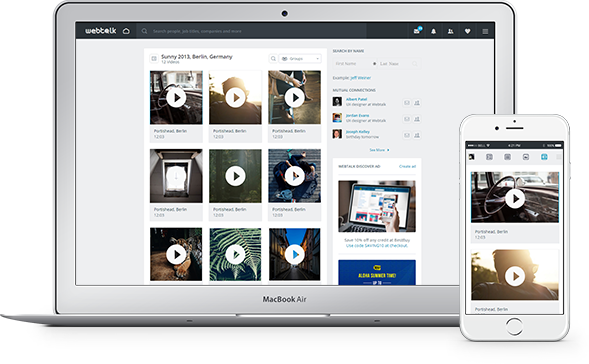 webtalk
Search people, job titles, companies and more
Sunny 2013, Berlin, Germany
12 Videos
Stream
SEARCH BY NAME
First Name
Last Name
Example: Jeff Weiner
MUTUAL CONNECTIONS
Albert Patel
UX designer at Webtalk
Jordan Evans
UX designer at Webtalk
Joseph Kelley
Birthday tomorrow
See More
WEBTALK DISCOVER AD
Create ad
Save 10% off any credit at
Use code SAVING10 at checkout.
ALOHA SUMMER TIME!
UP TO
Portishead, Berlin
12:03
Portishead, Berlin
12:03
Portishead, Berlin
12:03
Portishead, Berlin
12:03
Portishead, Berlin
12:03
Portishead, Berlin
12:03
MacBook Air
4:21 PM
Portishead, Berlin
12:03
Portishead, Berlin